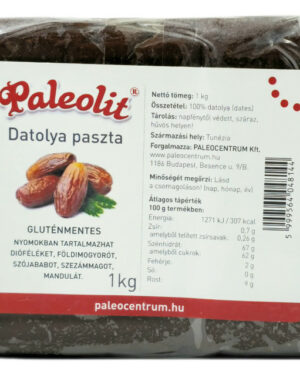 Paleolit®
Datolya paszta
GLUTÉNMENTES
NYOMOKBAN TARTALMAZHAT
DIÓFÉLÉKET, FÖLDIMOGYORÓT,
SZÓJABABOT, SZEZÁMMAGOT,
MANDULÁT.
1kg
Nettó tömeg: 1 kg
Összetétel: 100% datolya (dates)
Tárolás: napfénytől védett, száraz,
hűvös helyen!
Származási hely: Tunézia
Forgalmazza: PALEOCENTRUM Kft.
www.paleocentrum.hu
1186 Budapest, Besence u. 9/B.
Minőségét megőrzi: Lásd
a csomagoláson! (nap, hónap, év)
Átlagos tápérték
100 g termékben:
Energia: 1271 kJ / 307 kcal
Zsír: 0,7 g
amelyből telített zsírsavak: 0,26 g
Szénhidrát: 67 g
amelyből cukrok: 62 g
Fehérje: 2 g
Só: 0 g
Rost: 9 g
5999564048144
paleocentrum.hu